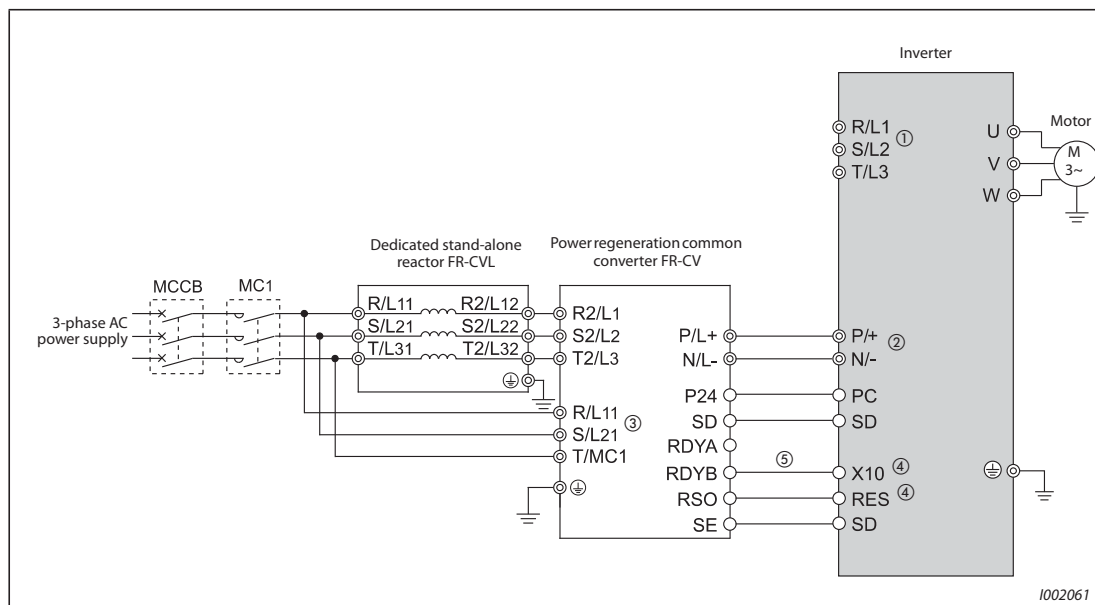 Inverter
R/L1
①
S/L2
T/L3
U
V
W
Motor
M
3~
Dedicated stand-alone
reactor FR-CVL
Power regeneration common
converter FR-CV
MCCB
MC1
3-phase AC
power supply
R/L11
R2/L12
S/L21
S2/L22
T/L31
T2/L32
R2/L1
S2/L2
T2/L3
R/L11
③
S/L21
T/MC1
P/L+
N/L-
P24
SD
RDYA
RDYB
RSO
SE
⑤
P/+
②
N/-
PC
SD
X10 ④
RES ④
SD
I002061